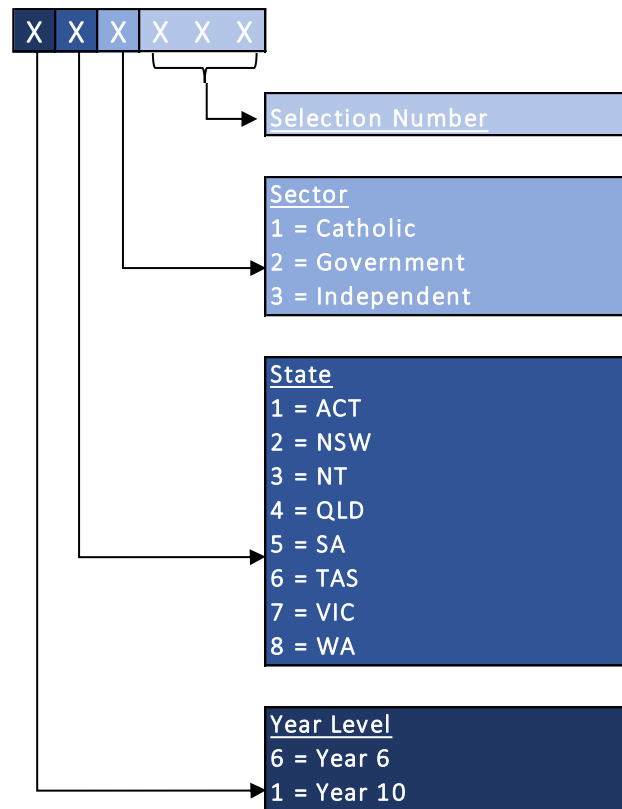 X X X X X X
Selection Number
Sector
1 = Catholic
2 = Government
3 = Independent
State
1 = ACT
2 = NSW
3 = NT
4 = QLD
5 = SA
6 = TAS
7 = VIC
8 = WA
Year Level
6 = Year 6
1 = Year 10